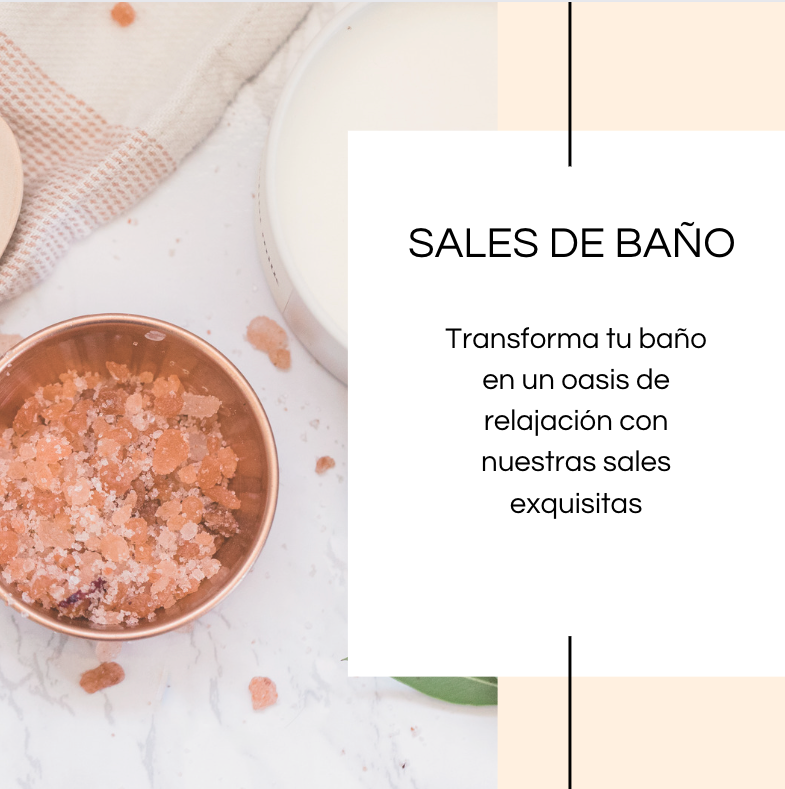 SALES DE BAÑO
Transforma tu baño
en un oasis de
relajación con
nuestras sales
exquisitas